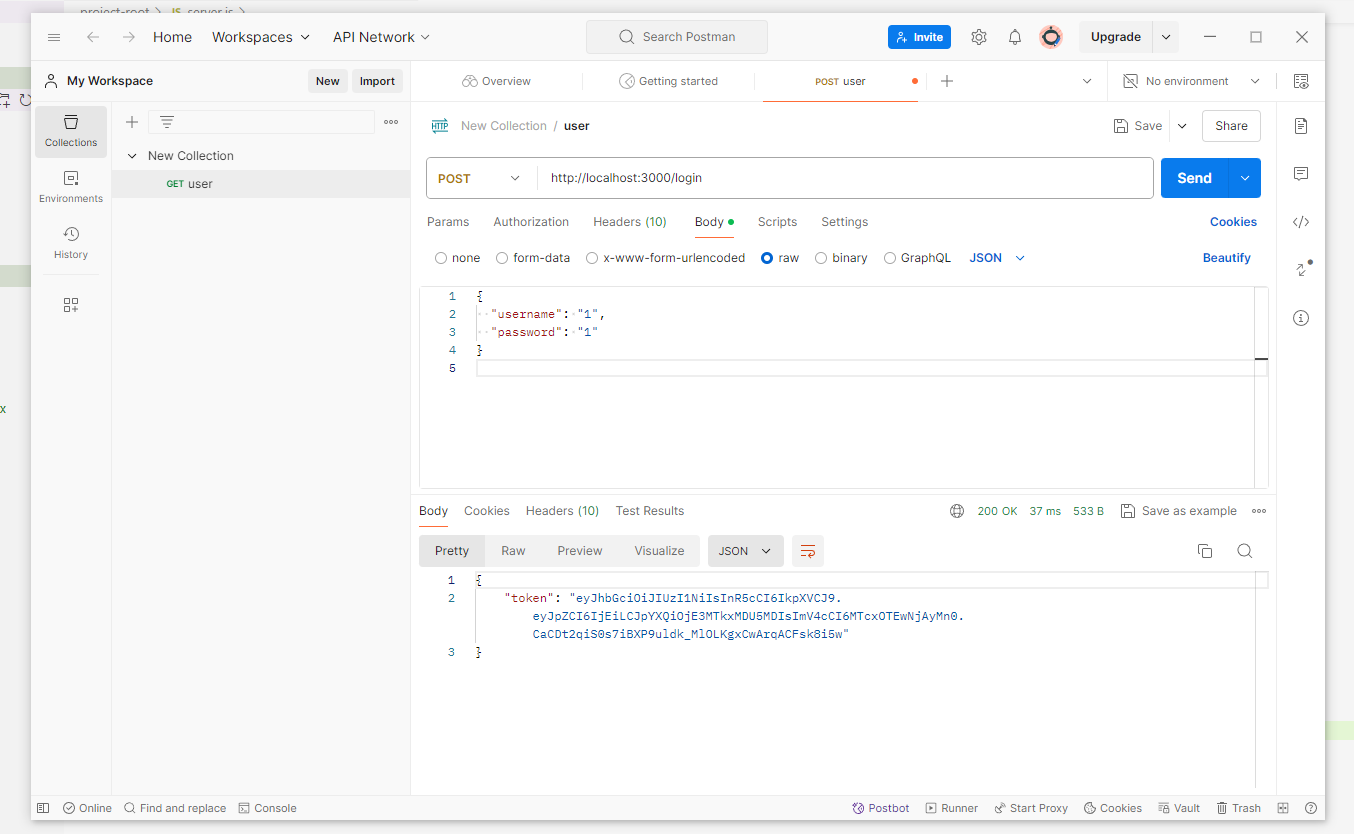 project-root > JS server.js >
Home Workspaces API Network Search Postman Invite Upgrade
My Workspace New Import Overview Getting started POST user No environment
New Collection / user Save Share
Collections
New Collection
GET user
POST http://localhost:3000/login Send
Environments
Params Authorization Headers (10) Body Scripts Settings Cookies
History
none form-data x-www-form-urlencoded raw binary GraphQL JSON Beautify
1 {
2 "username": "1",
3 "password": "1"
4 }
5
x
Body Cookies Headers (10) Test Results 200 OK 37 ms 533 B Save as example
Pretty Raw Preview Visualize JSON
1 {
2 "token": "eyJhbGciOiJIUzI1NiIsInR5cCI6IkpXVCJ9.
eyJpZCI6IjEiLCJpYXQiOjE3MTkxMDU5MDIsImV4cCI6MTcxOTEwNjAyMn0.
CaCDt2qiS0s7iBXP9uldk_MlOLKgxCwArqACFsk8i5w"
3 }
Online Find and replace Console Postbot Runner Start Proxy Cookies Vault Trash